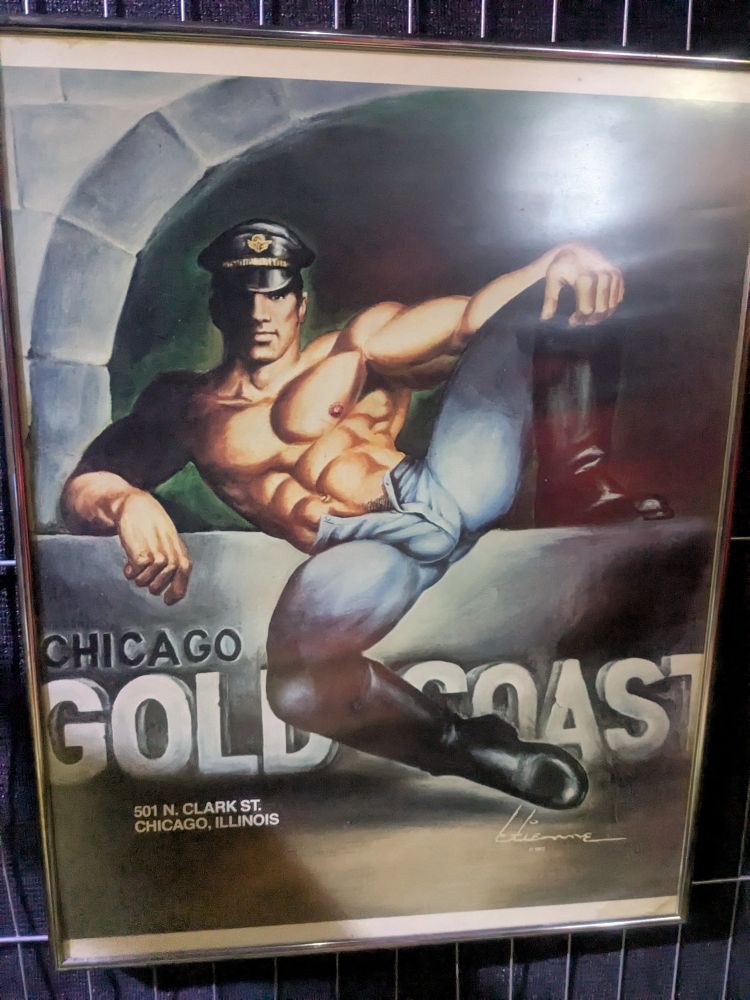 CHICAGO
GOLD COAST
501 N. CLARK ST.
CHICAGO, ILLINOIS
Etienne